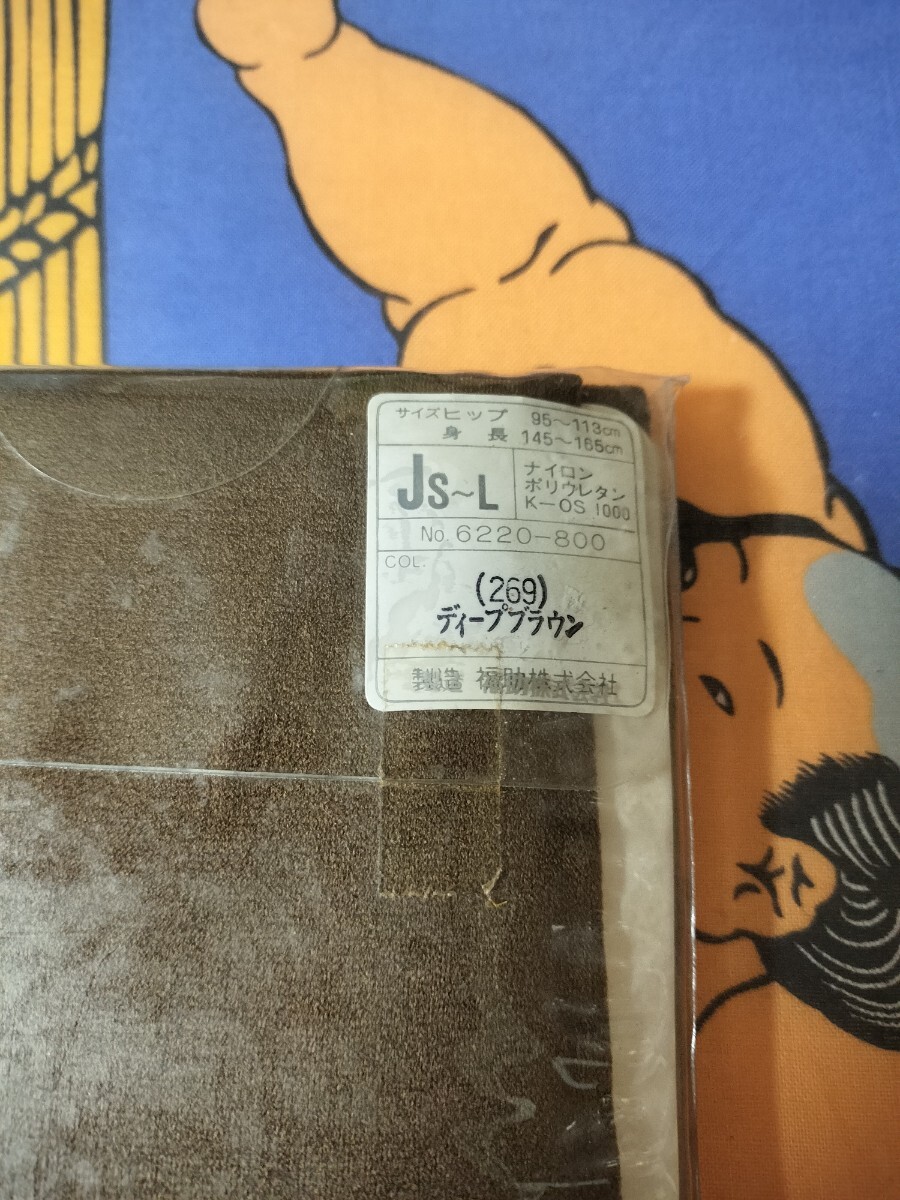 サイズヒップ 95～113cm
身長 145～165cm
JS～L
ナイロン
ポリウレタン
K-OS 1000
No. 6220-800
COL.
(269)
ディープブラウン
製造 福助株式会社